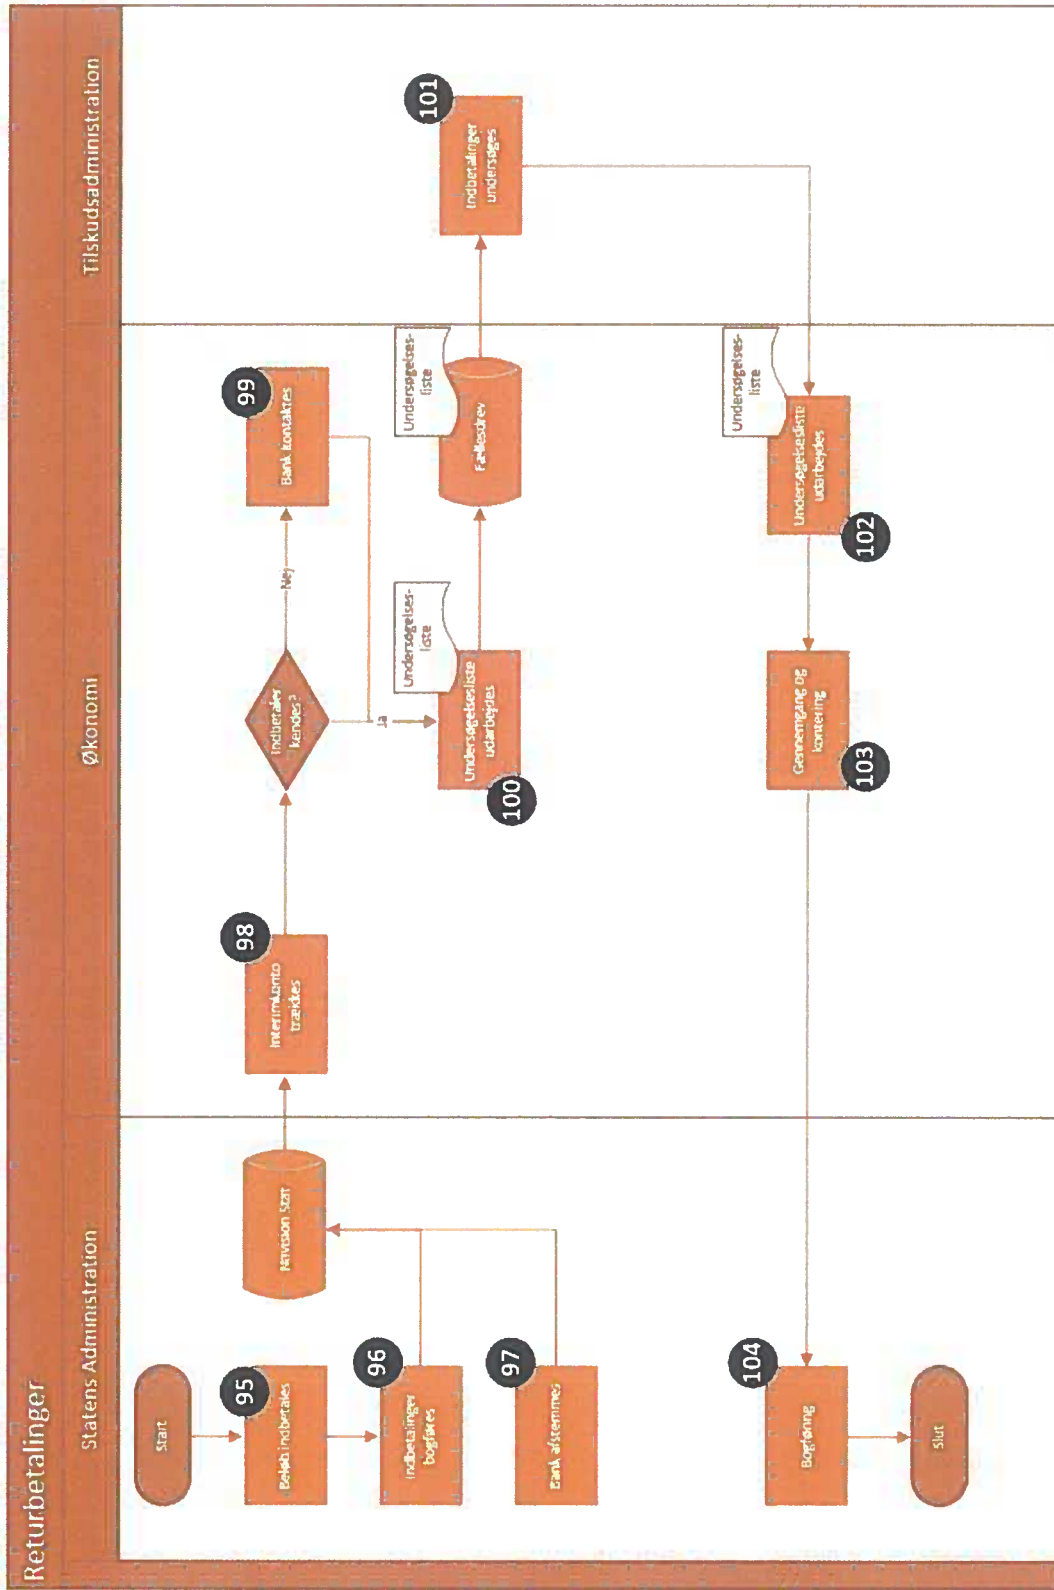 Returbetalinger
Statens Administration
Økonomi
Tilskudsadministration
Start
Beløb indbetales
95
Indbetalinger
bogføres
96
Bank afstemmes
97
Navision Stat
Interimkonto
trækkes
98
Indbetaler
kendes?
Nej
Bank kontaktes
99
Ja
Undersøgelsesliste
udarbejdes
100
Undersøgelses-
liste
Fællesdrev
Undersøgelses-
liste
Indbetalinger
undersøges
101
Undersøgelsesliste
udarbejdes
102
Undersøgelses-
liste
Gennemgang og
kontering
103
Bogføring
104
Slut